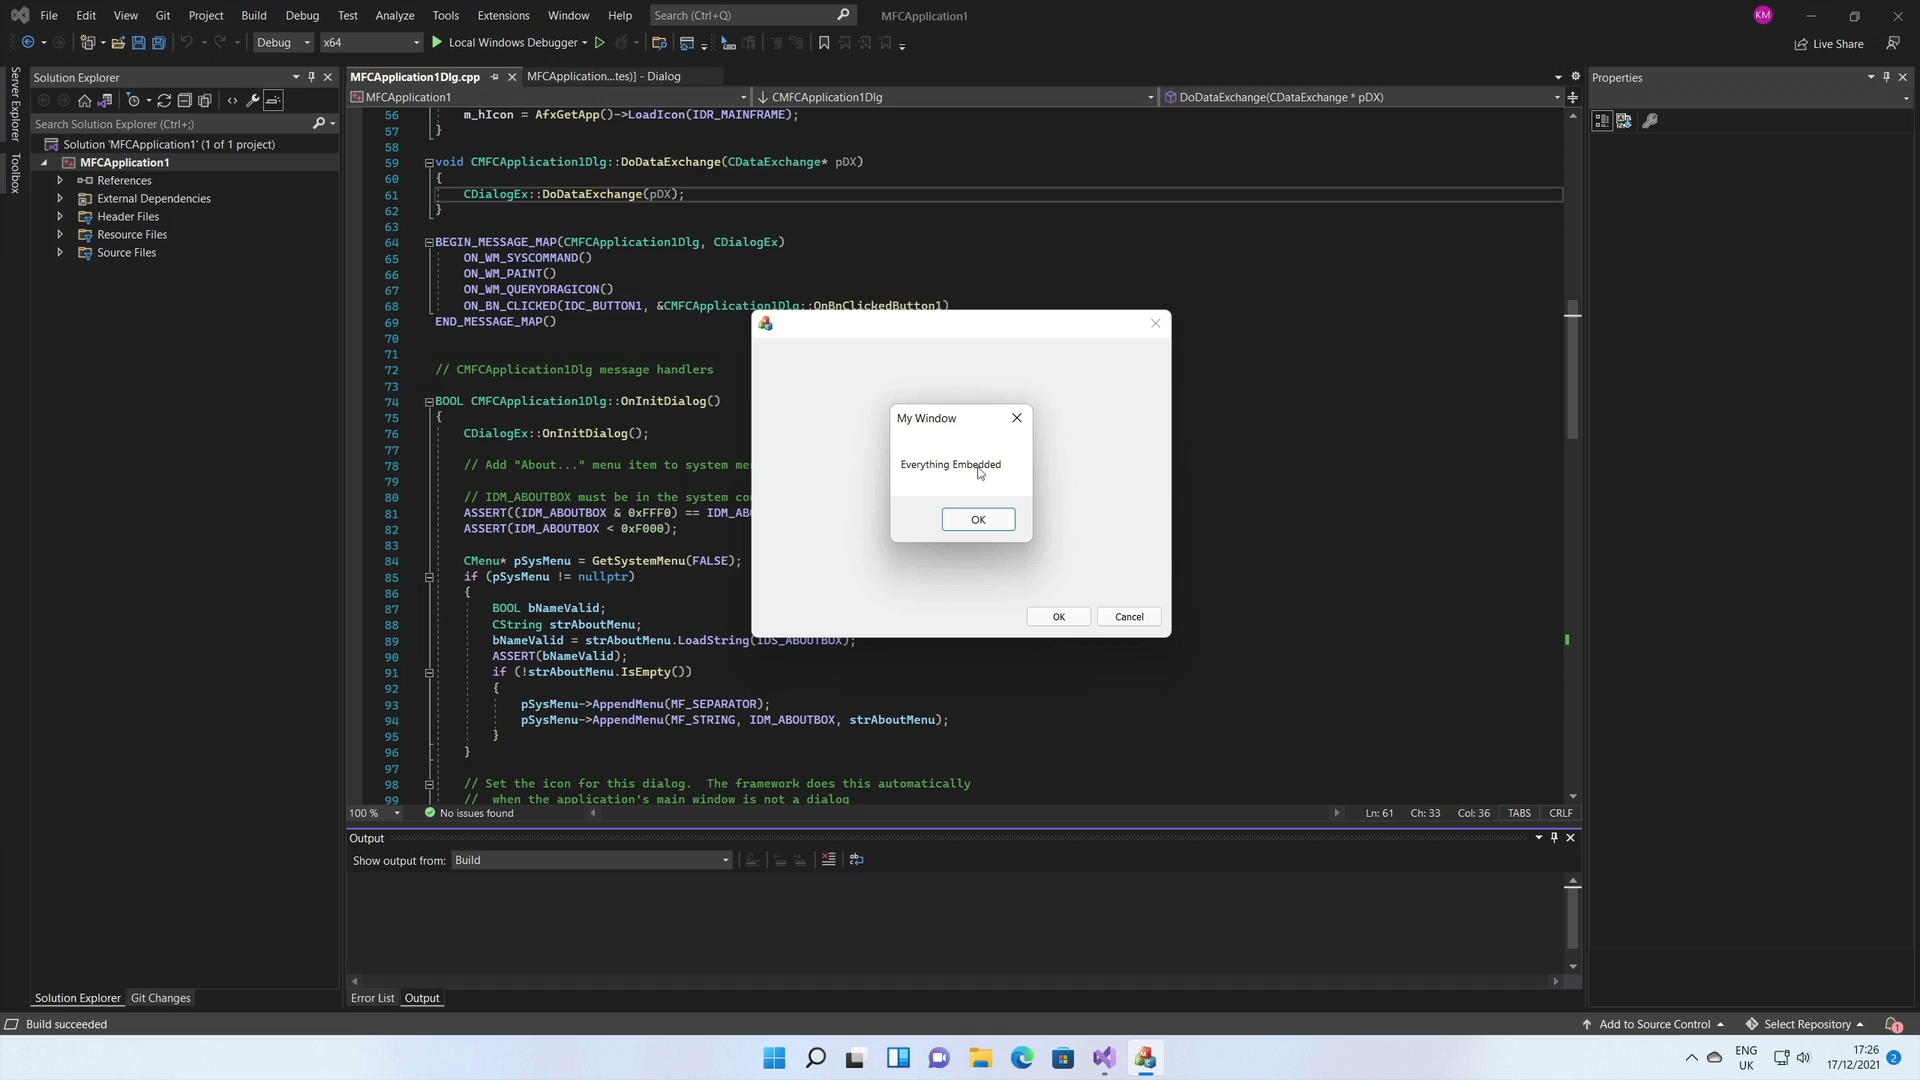 File Edit View Git Project Build Debug Test Analyze Tools Extensions Window Help Search (Ctrl+Q) MFCApplication1 KM
Debug x64 Local Windows Debugger Live Share
Server Explorer
Toolbox
Solution Explorer
Search Solution Explorer (Ctrl+;)
Solution 'MFCApplication1' (1 of 1 project)
MFCApplication1
References
External Dependencies
Header Files
Resource Files
Source Files
MFCApplication1Dlg.cpp MFCApplication...tes)] - Dialog
MFCApplication1 CMFCApplication1Dlg DoDataExchange(CDataExchange * pDX)
56 m_hIcon = AfxGetApp()->LoadIcon(IDR_MAINFRAME);
57 }
58
59 void CMFCApplication1Dlg::DoDataExchange(CDataExchange* pDX)
60 {
61 CDialogEx::DoDataExchange(pDX);
62 }
63
64 BEGIN_MESSAGE_MAP(CMFCApplication1Dlg, CDialogEx)
65 ON_WM_SYSCOMMAND()
66 ON_WM_PAINT()
67 ON_WM_QUERYDRAGICON()
68 ON_BN_CLICKED(IDC_BUTTON1, &CMFCApplication1Dlg::OnBnClickedButton1)
69 END_MESSAGE_MAP()
70
71
72 // CMFCApplication1Dlg message handlers
73
74 BOOL CMFCApplication1Dlg::OnInitDialog()
75 {
76 CDialogEx::OnInitDialog();
77
78 // Add "About..." menu item to system me
79
80 // IDM_ABOUTBOX must be in the system co
81 ASSERT((IDM_ABOUTBOX & 0xFFF0) == IDM_AB
82 ASSERT(IDM_ABOUTBOX < 0xF000);
83
84 CMenu* pSysMenu = GetSystemMenu(FALSE);
85 if (pSysMenu != nullptr)
86 {
87 BOOL bNameValid;
88 CString strAboutMenu;
89 bNameValid = strAboutMenu.LoadString(IDS_ABOUTBOX);
90 ASSERT(bNameValid);
91 if (!strAboutMenu.IsEmpty())
92 {
93 pSysMenu->AppendMenu(MF_SEPARATOR);
94 pSysMenu->AppendMenu(MF_STRING, IDM_ABOUTBOX, strAboutMenu);
95 }
96 }
97
98 // Set the icon for this dialog. The framework does this automatically
99 // when the application's main window is not a dialog
My Window
Everything Embedded
OK
OK Cancel
100 % No issues found Ln: 61 Ch: 33 Col: 36 TABS CRLF
Output
Show output from: Build
Solution Explorer Git Changes
Error List Output
Properties
Build succeeded Add to Source Control Select Repository 1
ENG
UK
17:26
17/12/2021
2